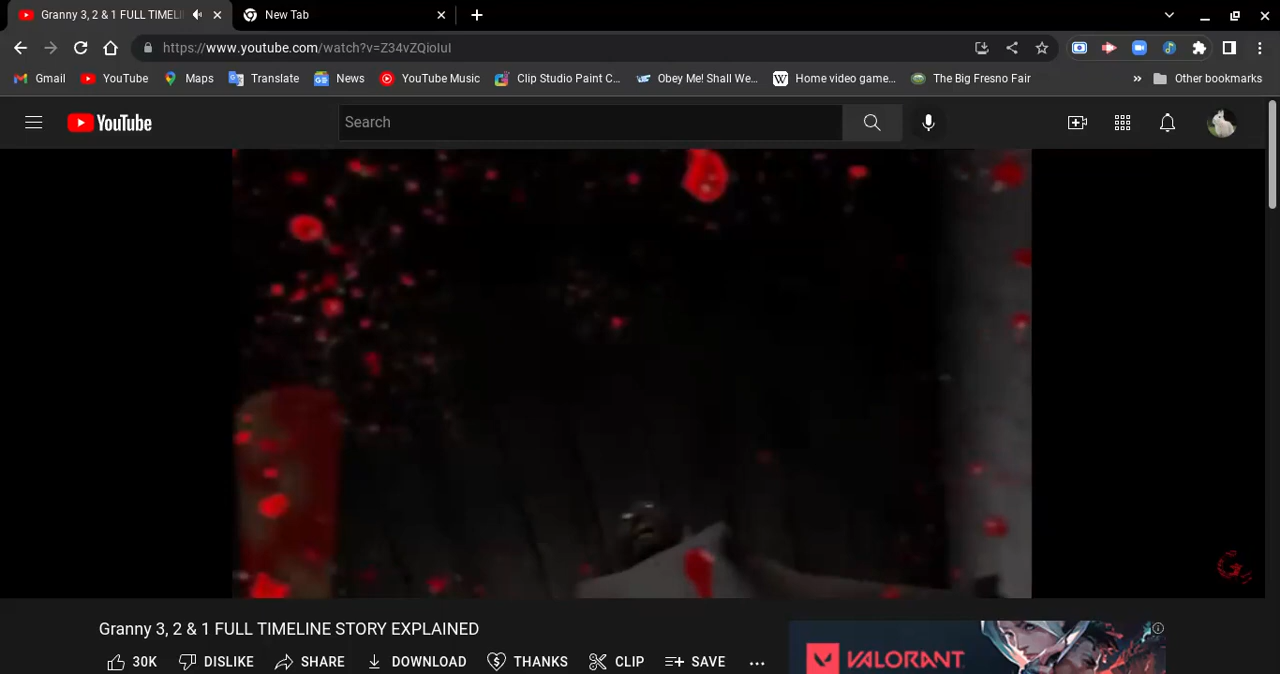 Granny 3, 2 & 1 FULL TIMELI
New Tab
https://www.youtube.com/watch?v=Z34vZQioIuI
Gmail
YouTube
Maps
Translate
News
YouTube Music
Clip Studio Paint C...
Obey Me! Shall We...
Home video game...
The Big Fresno Fair
»
Other bookmarks
YouTube
Search
Granny 3, 2 & 1 FULL TIMELINE STORY EXPLAINED
30K
DISLIKE
SHARE
DOWNLOAD
THANKS
CLIP
SAVE
...
VALORANT